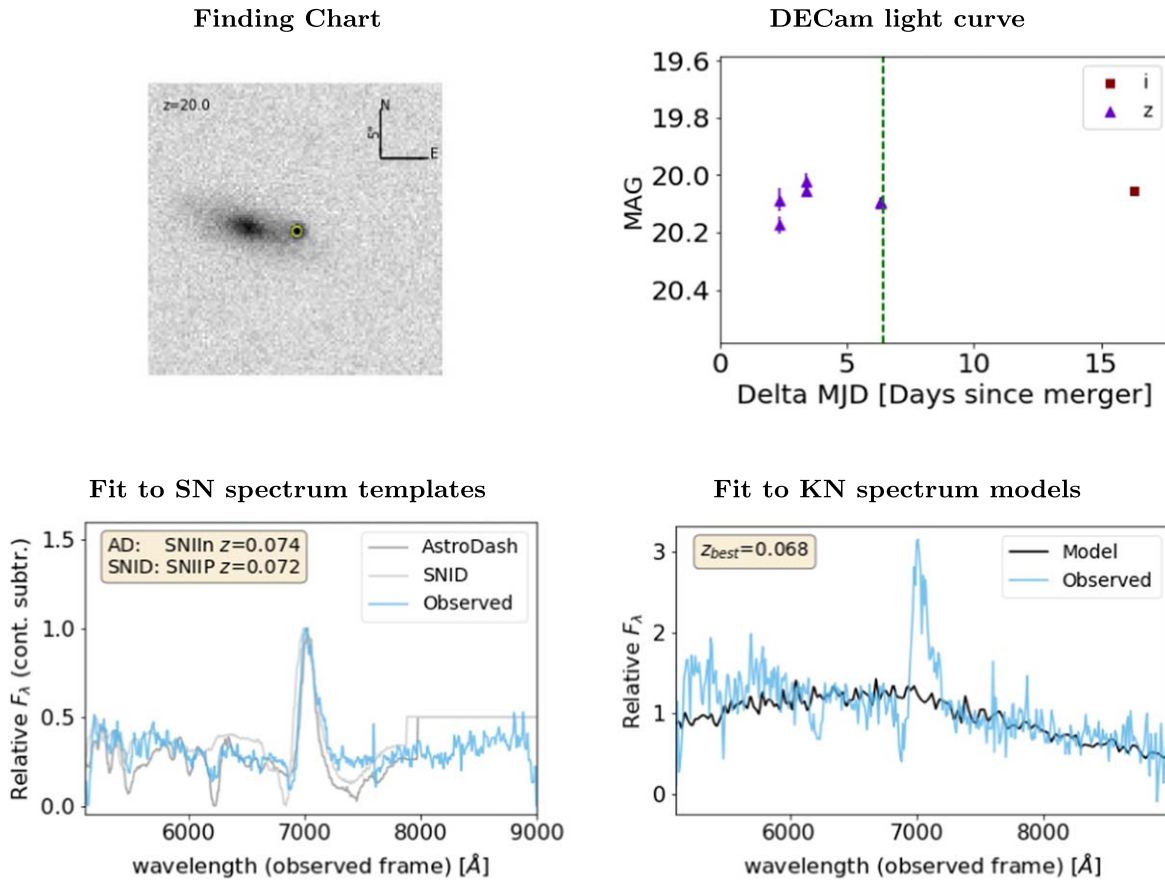 Finding Chart
z=20.0
N
5"
E
DECam light curve
19.6
19.8
20.0
20.2
20.4
MAG
i
z
0
5
10
15
Delta MJD [Days since merger]
Fit to SN spectrum templates
1.5
1.0
0.5
0.0
Relative Fλ (cont. subtr.)
AD: SNIIn z=0.074
SNID: SNIIP z=0.072
AstroDash
SNID
Observed
6000
7000
8000
9000
wavelength (observed frame) [Å]
Fit to KN spectrum models
3
2
1
0
Relative Fλ
zbest=0.068
Model
Observed
6000
7000
8000
wavelength (observed frame) [Å]